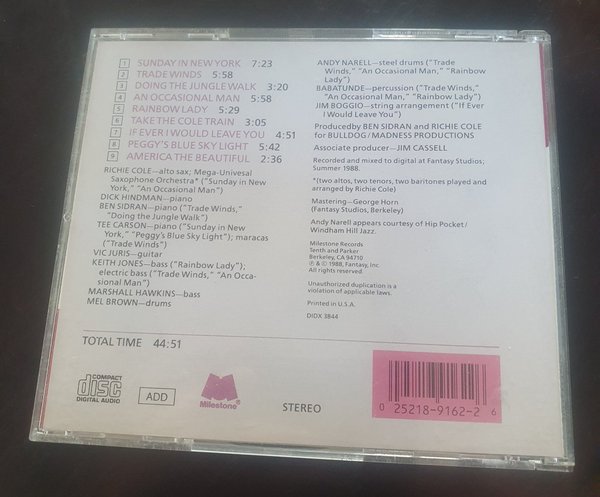 1 SUNDAY IN NEW YORK 7:23
2 TRADE WINDS 5:58
3 DOING THE JUNGLE WALK 3:20
4 AN OCCASIONAL MAN 5:58
5 RAINBOW LADY 5:29
6 TAKE THE COLE TRAIN 3:05
7 IF EVER I WOULD LEAVE YOU 4:51
8 PEGGY'S BLUE SKY LIGHT 5:42
9 AMERICA THE BEAUTIFUL 2:36
RICHIE COLE—alto sax; Mega-Univesal
Saxophone Orchestra* ("Sunday in New
York," "An Occasional Man")
DICK HINDMAN—piano
BEN SIDRAN—piano ("Trade Winds,"
"Doing the Jungle Walk")
TEE CARSON—piano ("Sunday in New
York," "Peggy's Blue Sky Light"); maracas
("Trade Winds")
VIC JURIS—guitar
KEITH JONES—bass ("Rainbow Lady");
electric bass ("Trade Winds," "An Occa-
sional Man")
MARSHALL HAWKINS—bass
MEL BROWN—drums
ANDY NARELL—steel drums ("Trade
Winds," "An Occasional Man," "Rainbow
Lady")
BABATUNDE—percussion ("Trade Winds,"
"An Occasional Man," "Rainbow Lady")
JIM BOGGIO—string arrangement ("If Ever
I Would Leave You")
Produced by BEN SIDRAN and RICHIE COLE
for BULLDOG/MADNESS PRODUCTIONS
Associate producer—JIM CASSELL
Recorded and mixed to digital at Fantasy Studios;
Summer 1988.
*(two altos, two tenors, two baritones played and
arranged by Richie Cole)
Mastering—George Horn
(Fantasy Studios, Berkeley)
Andy Narell appears courtesy of Hip Pocket/
Windham Hill Jazz.
Milestone Records
Tenth and Parker
Berkeley, CA 94710
℗ & © 1988, Fantasy, Inc.
All rights reserved
Unauthorized duplication is a
violation of applicable laws.
Printed in U.S.A.
DIDX 3844
TOTAL TIME 44:51
COMPACT
disc
DIGITAL AUDIO
ADD
Milestone®
STEREO
0 25218-9162-2 6